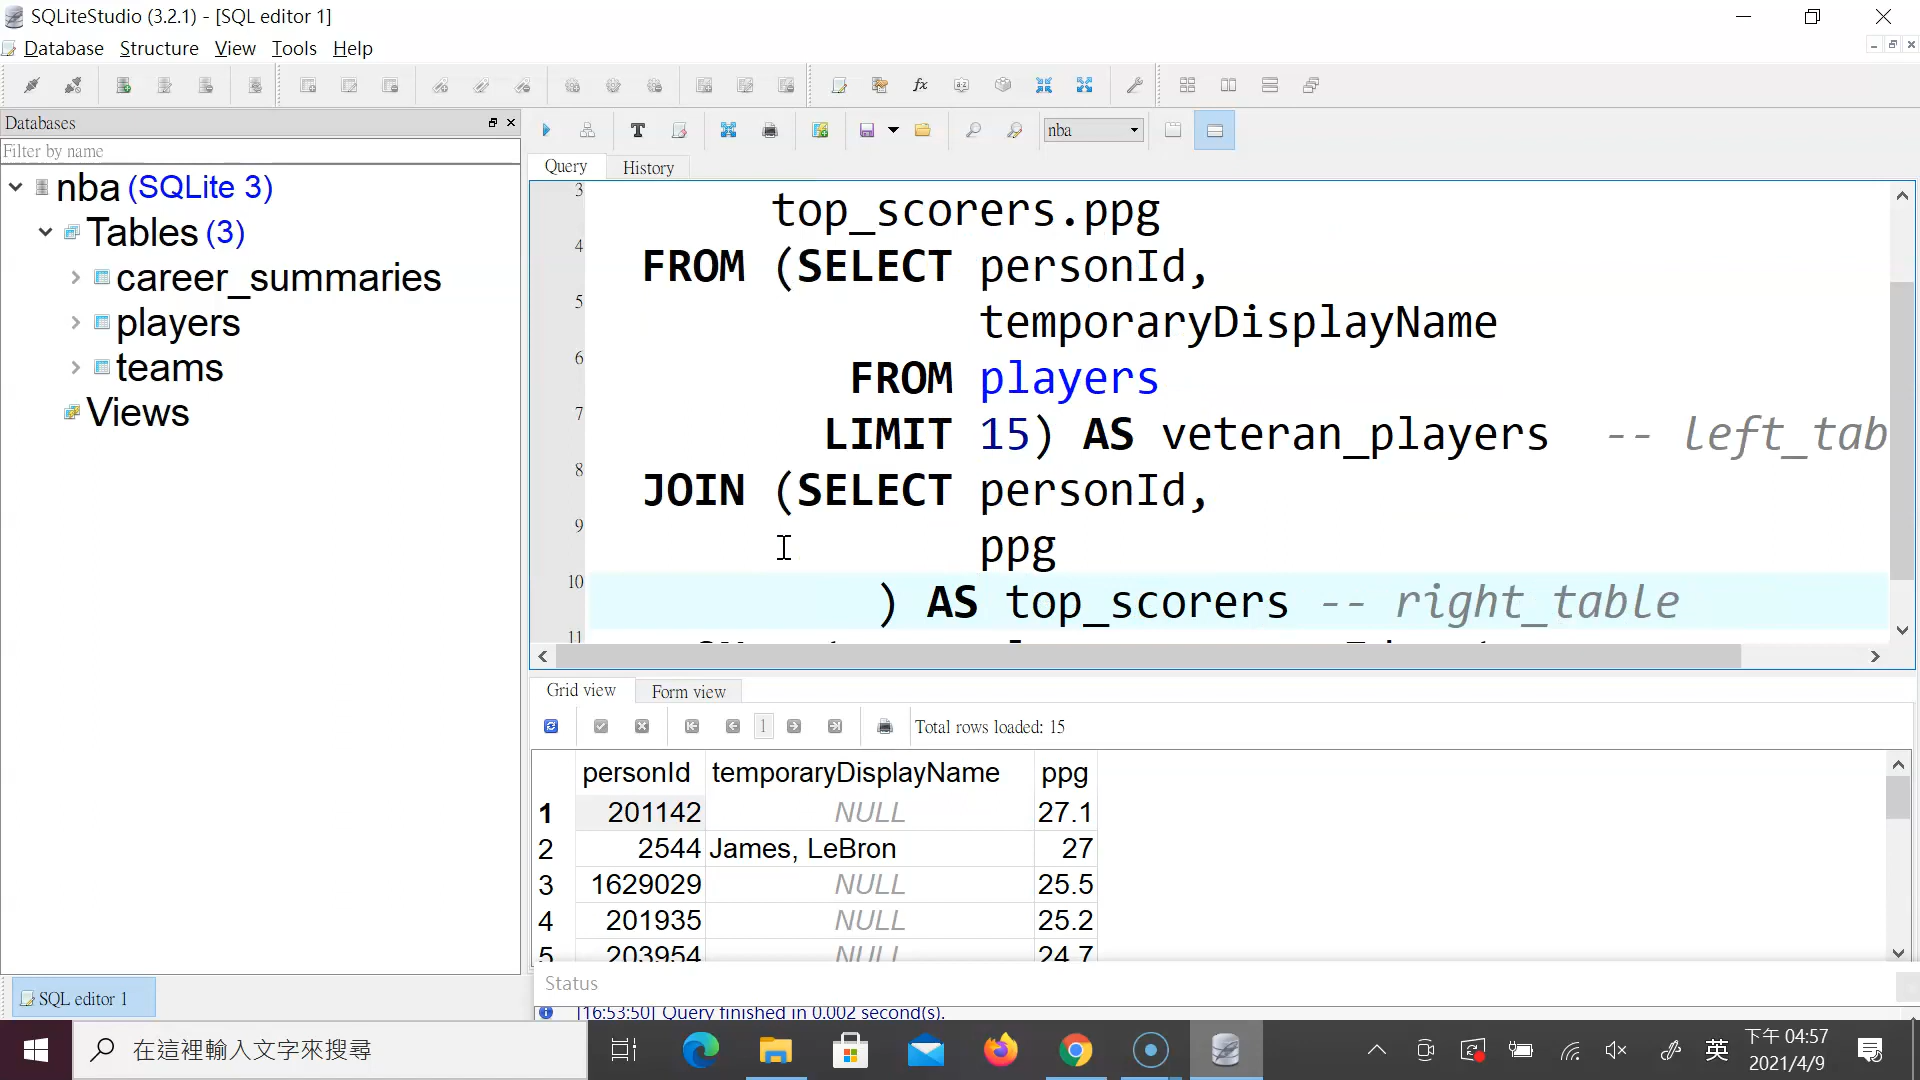 SQLiteStudio (3.2.1) - [SQL editor 1]
Database Structure View Tools Help
Databases
Filter by name
nba (SQLite 3)
Tables (3)
career_summaries
players
teams
Views
nba
Query History
3 top_scorers.ppg
4 FROM (SELECT personId,
5 temporaryDisplayName
6 FROM players
7 LIMIT 15) AS veteran_players -- left_tab
8 JOIN (SELECT personId,
9 ppg
10 ) AS top_scorers -- right_table
11
Grid view Form view
1 Total rows loaded: 15
personId temporaryDisplayName ppg
1 201142 NULL 27.1
2 2544 James, LeBron 27
3 1629029 NULL 25.5
4 201935 NULL 25.2
5 203954 NULL 24.7
Status
[16:53:50] Query finished in 0.002 second(s).
SQL editor 1
在這裡輸入文字來搜尋
英
下午 04:57
2021/4/9